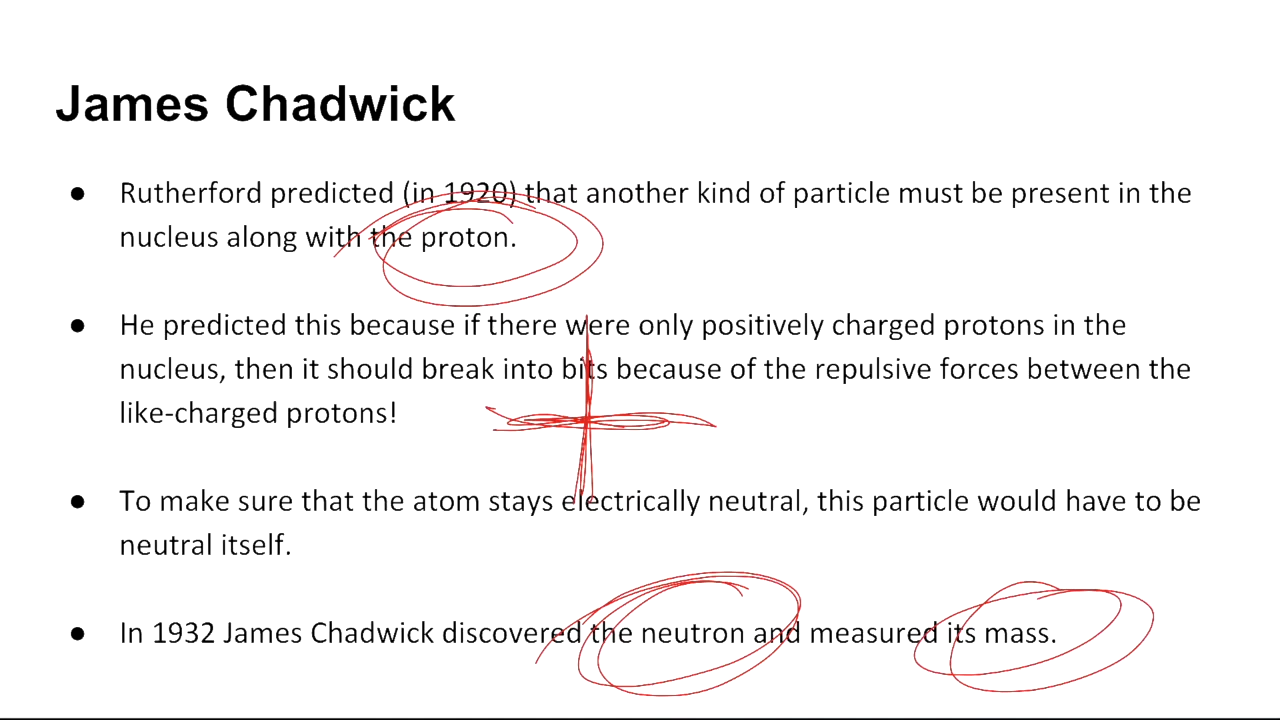 James Chadwick
● Rutherford predicted (in 1920) that another kind of particle must be present in the
nucleus along with the proton.
● He predicted this because if there were only positively charged protons in the
nucleus, then it should break into bits because of the repulsive forces between the
like-charged protons!
● To make sure that the atom stays electrically neutral, this particle would have to be
neutral itself.
● In 1932 James Chadwick discovered the neutron and measured its mass.